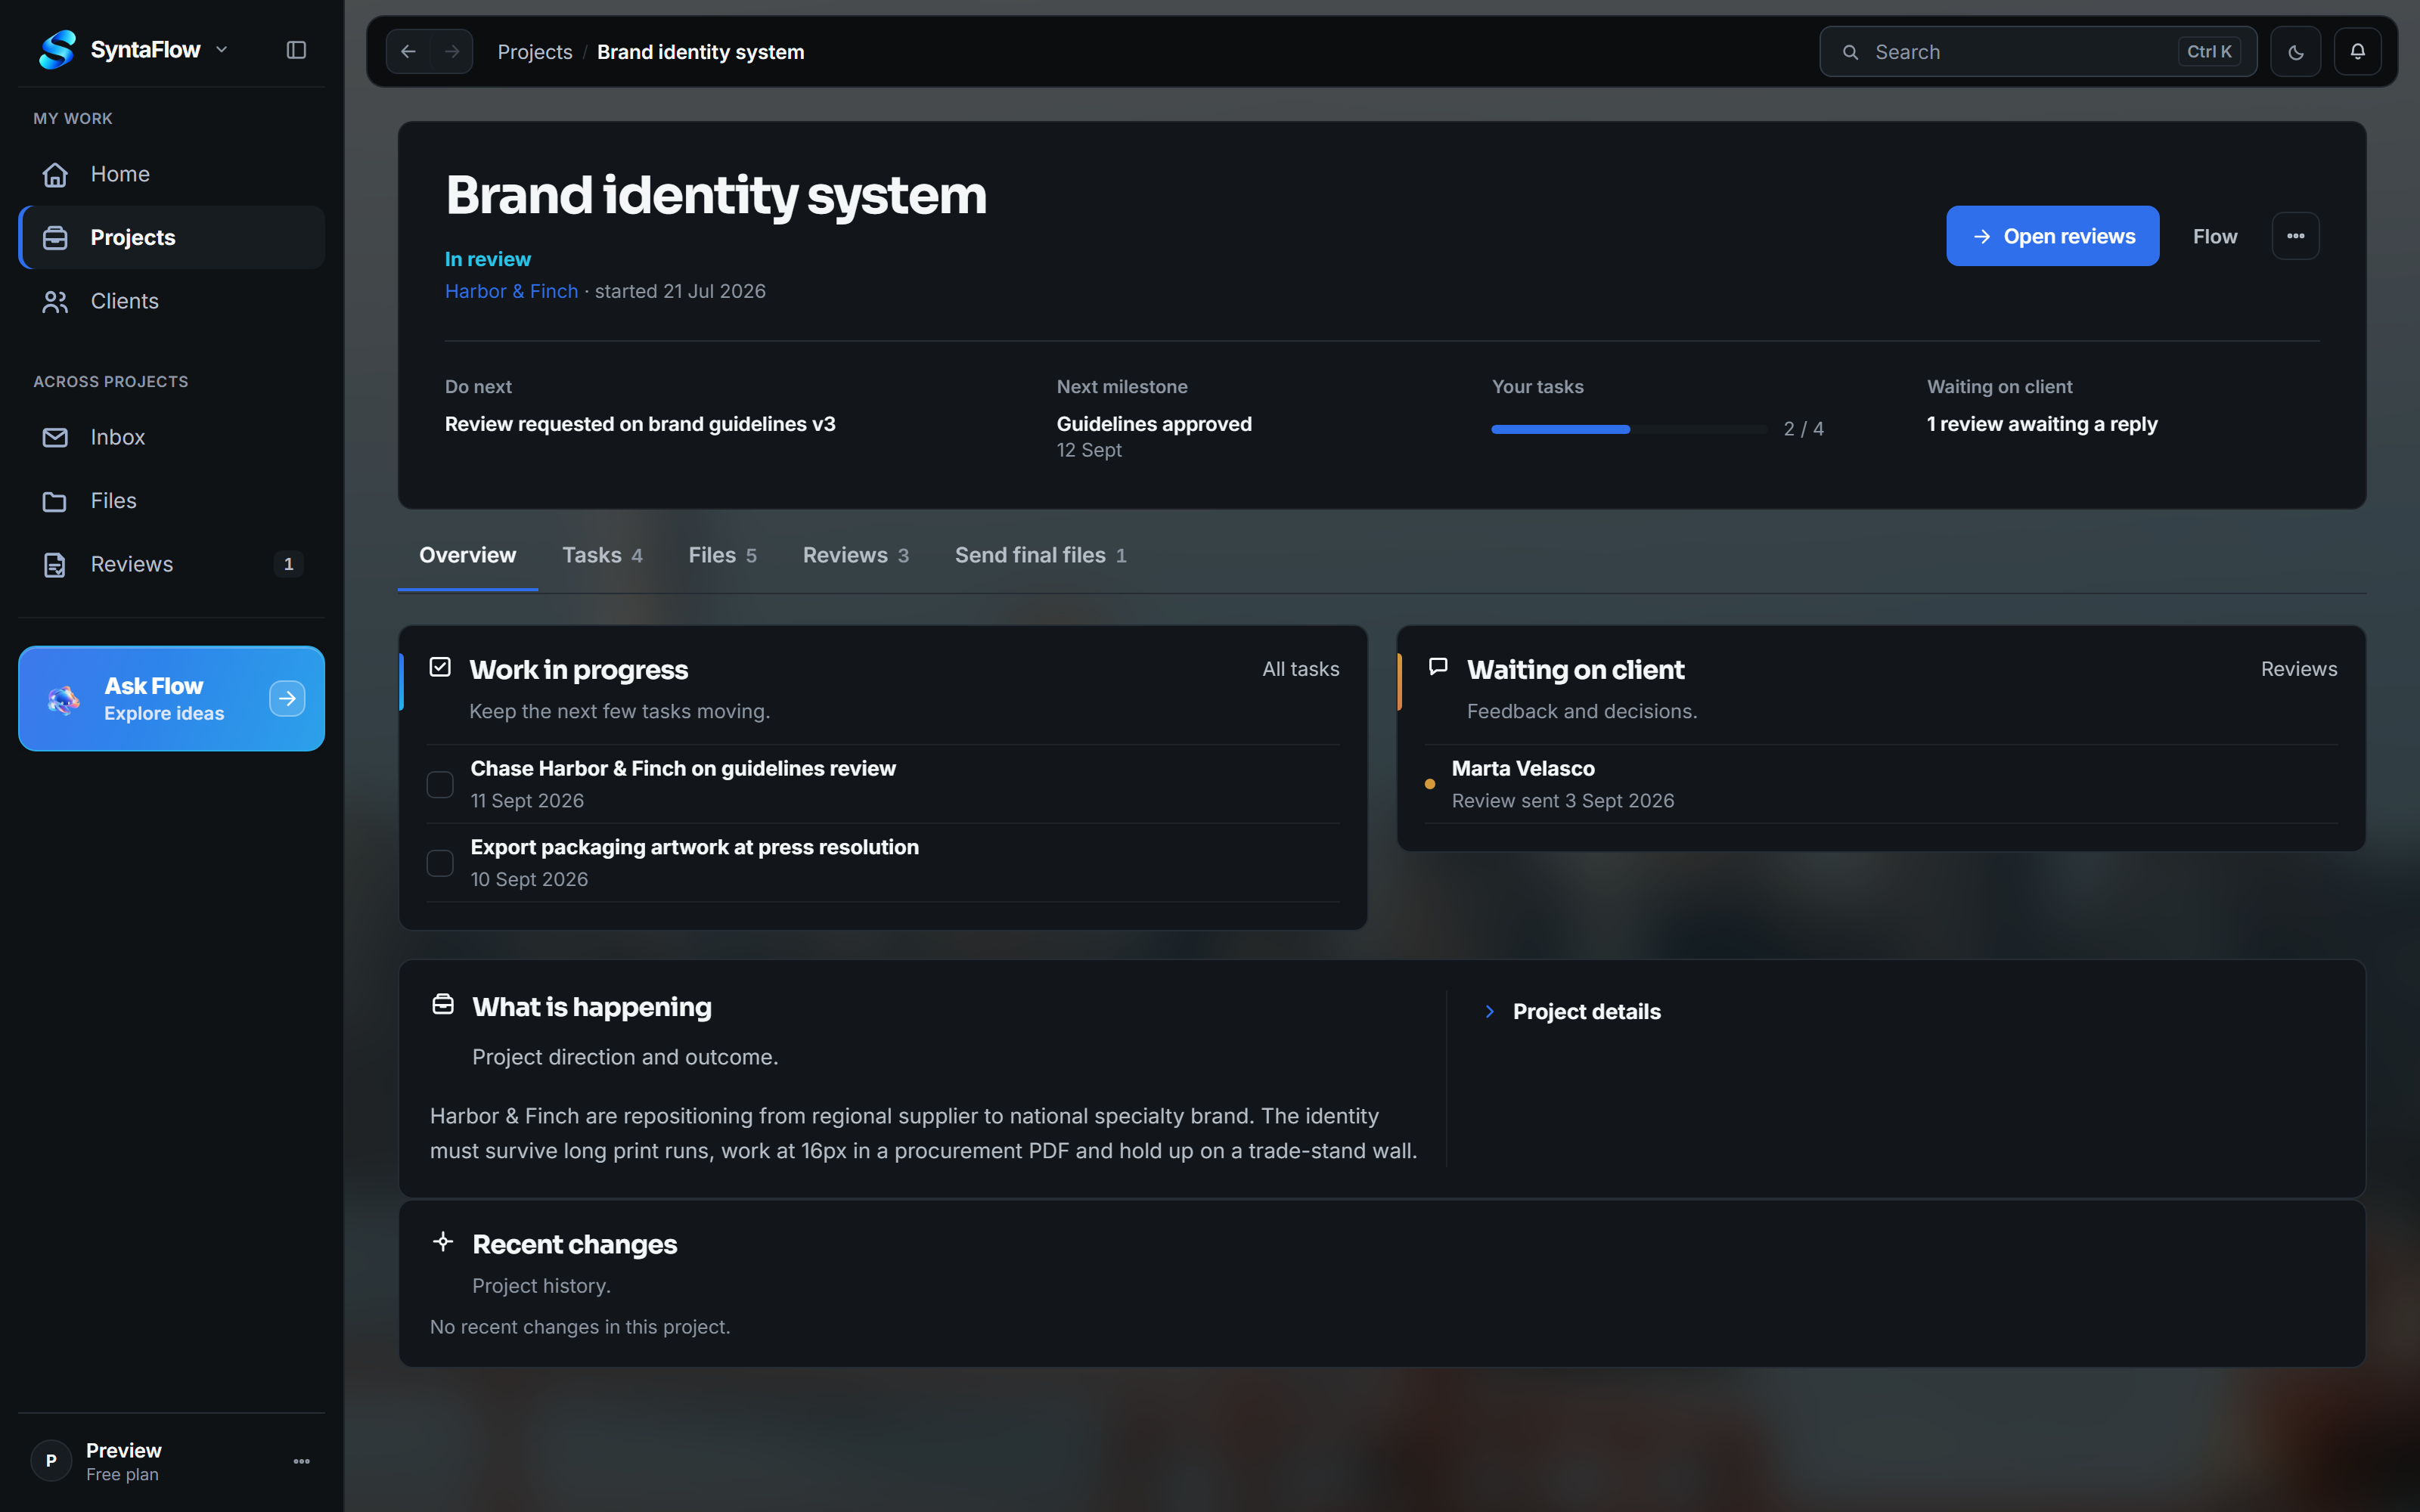 SyntaFlow
MY WORK
Home
Projects
Clients
ACROSS PROJECTS
Inbox
Files
Reviews 1
Ask Flow
Explore ideas
P
Preview
Free plan
Projects / Brand identity system
Search Ctrl K
Brand identity system
In review
Harbor & Finch · started 21 Jul 2026
Open reviews Flow
Do next
Review requested on brand guidelines v3
Next milestone
Guidelines approved
12 Sept
Your tasks
2 / 4
Waiting on client
1 review awaiting a reply
Overview Tasks 4 Files 5 Reviews 3 Send final files 1
Work in progress All tasks
Keep the next few tasks moving.
Chase Harbor & Finch on guidelines review
11 Sept 2026
Export packaging artwork at press resolution
10 Sept 2026
Waiting on client Reviews
Feedback and decisions.
Marta Velasco
Review sent 3 Sept 2026
What is happening
Project direction and outcome.
Harbor & Finch are repositioning from regional supplier to national specialty brand. The identity
must survive long print runs, work at 16px in a procurement PDF and hold up on a trade-stand wall.
Project details
Recent changes
Project history.
No recent changes in this project.